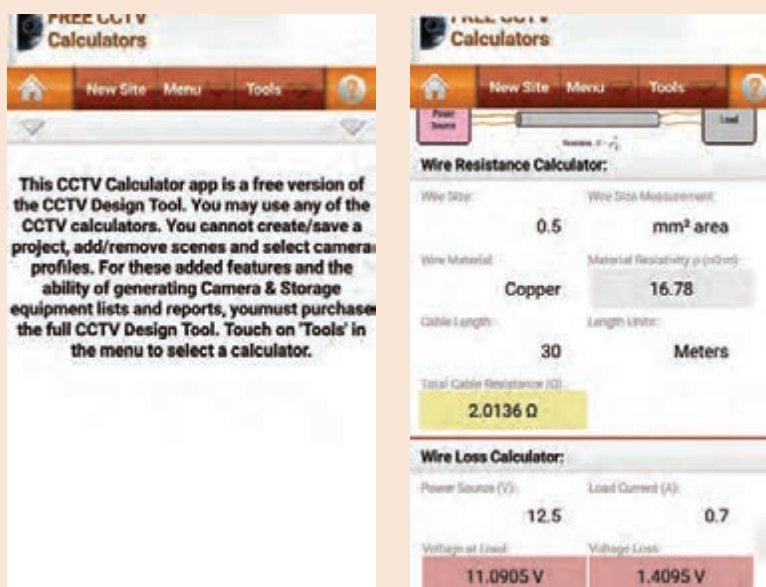 FREE CCTV
Calculators
New Site Menu Tools
This CCTV Calculator app is a free version of
the CCTV Design Tool. You may use any of the
CCTV calculators. You cannot create/save a
project, add/remove scenes and select camera
profiles. For these added features and the
ability of generating Camera & Storage
equipment lists and reports, youmust purchase
the full CCTV Design Tool. Touch on 'Tools' in
the menu to select a calculator.
FREE CCTV
Calculators
New Site Menu Tools
Power
Source
Load
Wire Resistance Calculator:
Wire Size: Wire Size Measurement:
0.5 mm² area
Wire Material: Material Resistivity ρ (nΩ·m):
Copper 16.78
Cable Length: Length Units:
30 Meters
Total Cable Resistance (Ω):
2.0136 Ω
Wire Loss Calculator:
Power Source (V): Load Current (A):
12.5 0.7
Voltage at Load: Voltage Loss:
11.0905 V 1.4095 V